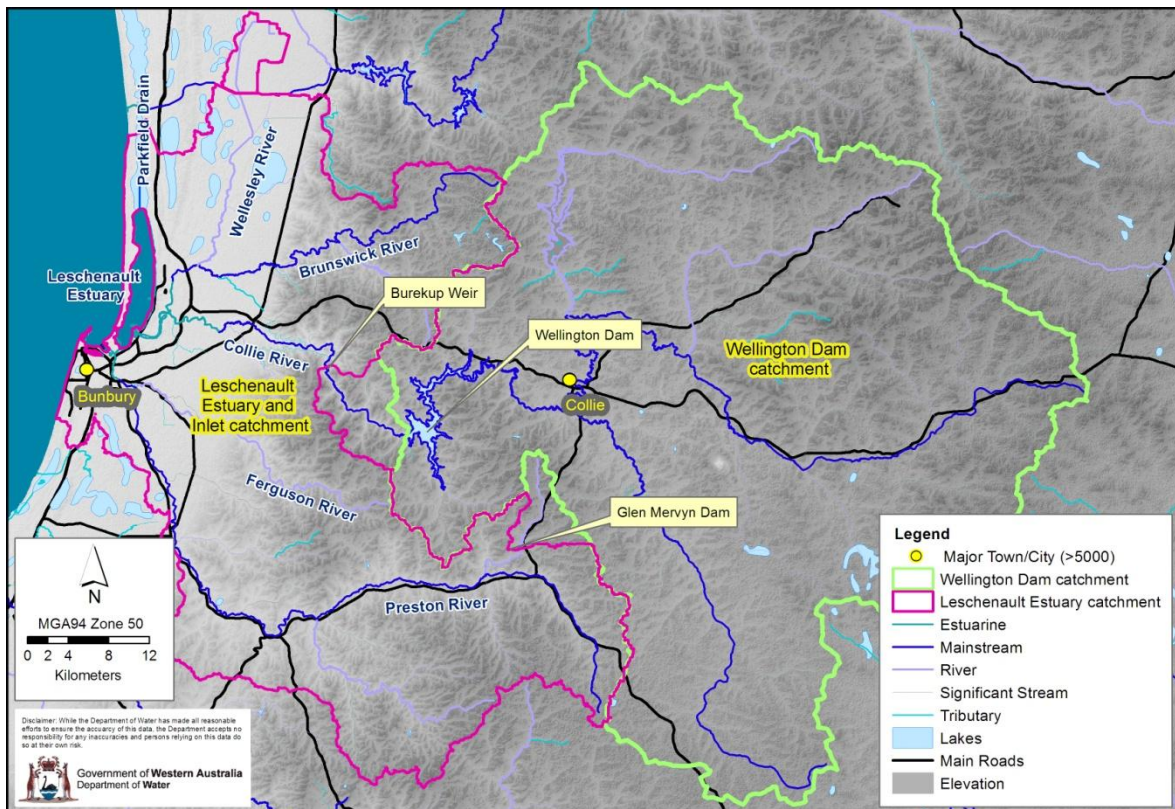 Parkfield Drain
Wellesley River
Leschenault
Estuary
Brunswick River
Burekup Weir
Wellington Dam
Collie River
Wellington Dam
catchment
Bunbury
Leschenault
Estuary and
Inlet catchment
Collie
Ferguson River
Glen Mervyn Dam
Preston River
N
MGA94 Zone 50
0 2 4 8 12
Kilometers
Disclaimer: While the Department of Water has made all reasonable
efforts to ensure the accuarcy of this data, the Department accepts no
responsibility for any inaccuracies and persons relying on this data do
so at their own risk.
Government of Western Australia
Department of Water
Legend
Major Town/City (>5000)
Wellington Dam catchment
Leschenault Estuary catchment
Estuarine
Mainstream
River
Significant Stream
Tributary
Lakes
Main Roads
Elevation